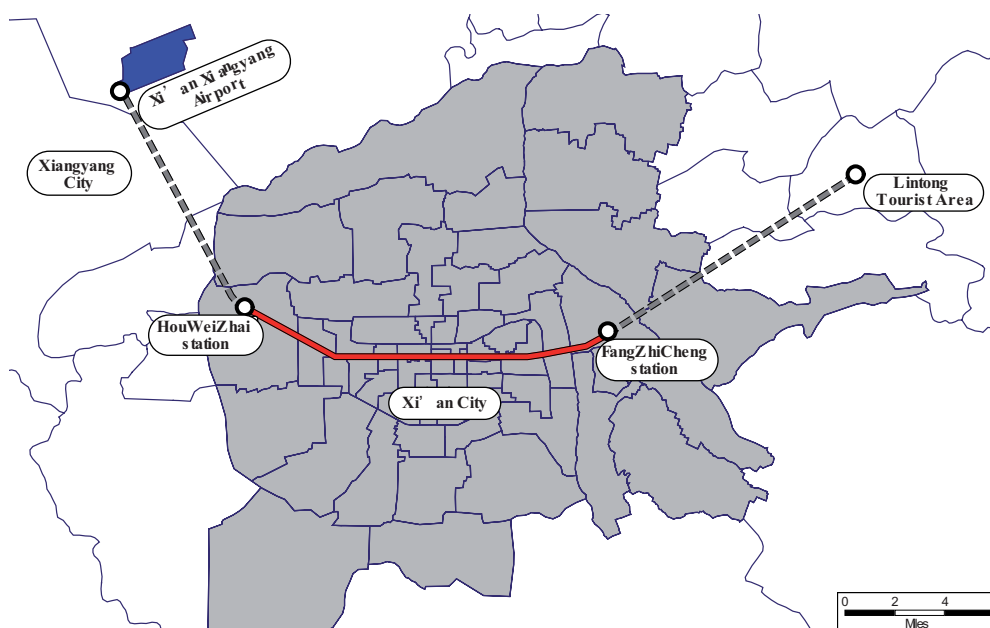 Xi' an Xiangyang
Airport
Xiangyang
City
Lintong
Tourist Area
HouWeiZhai
station
FangZhiCheng
station
Xi' an City
0 2 4
Miles